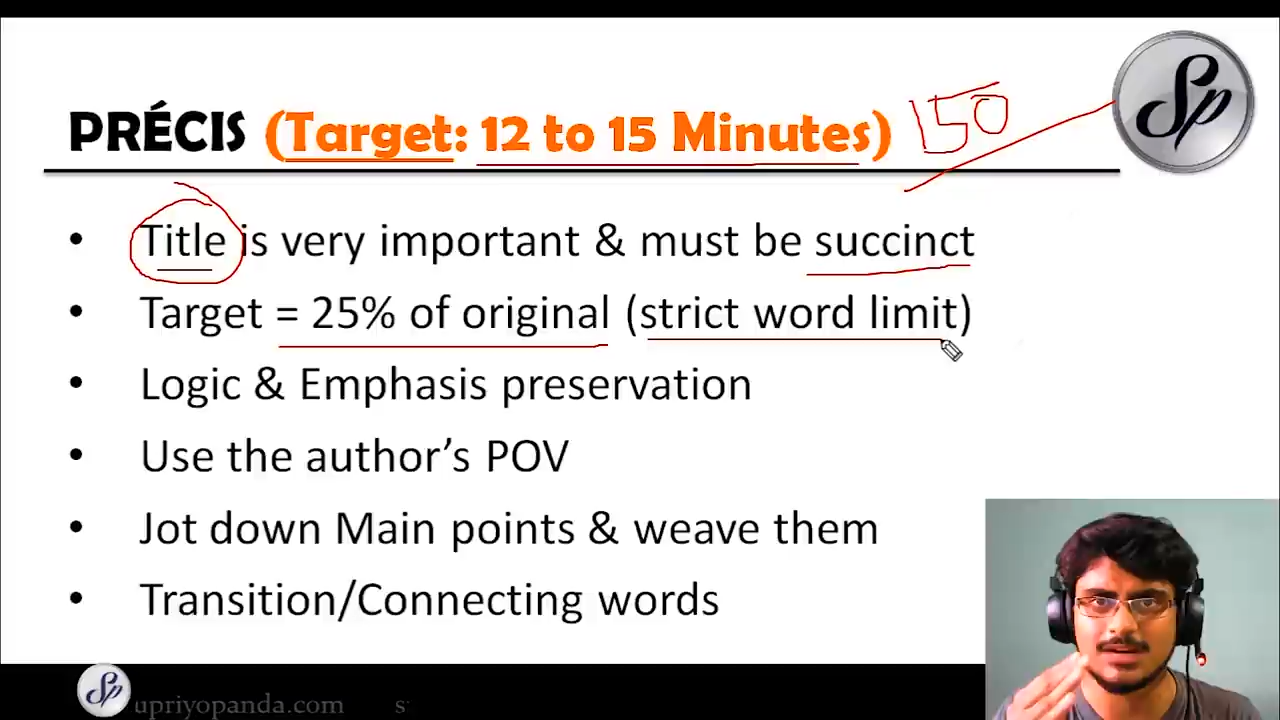 PRÉCIS (Target: 12 to 15 Minutes) 150
Sp
• Title is very important & must be succinct
• Target = 25% of original (strict word limit)
• Logic & Emphasis preservation
• Use the author’s POV
• Jot down Main points & weave them
• Transition/Connecting words
Sp upriyopanda.com s